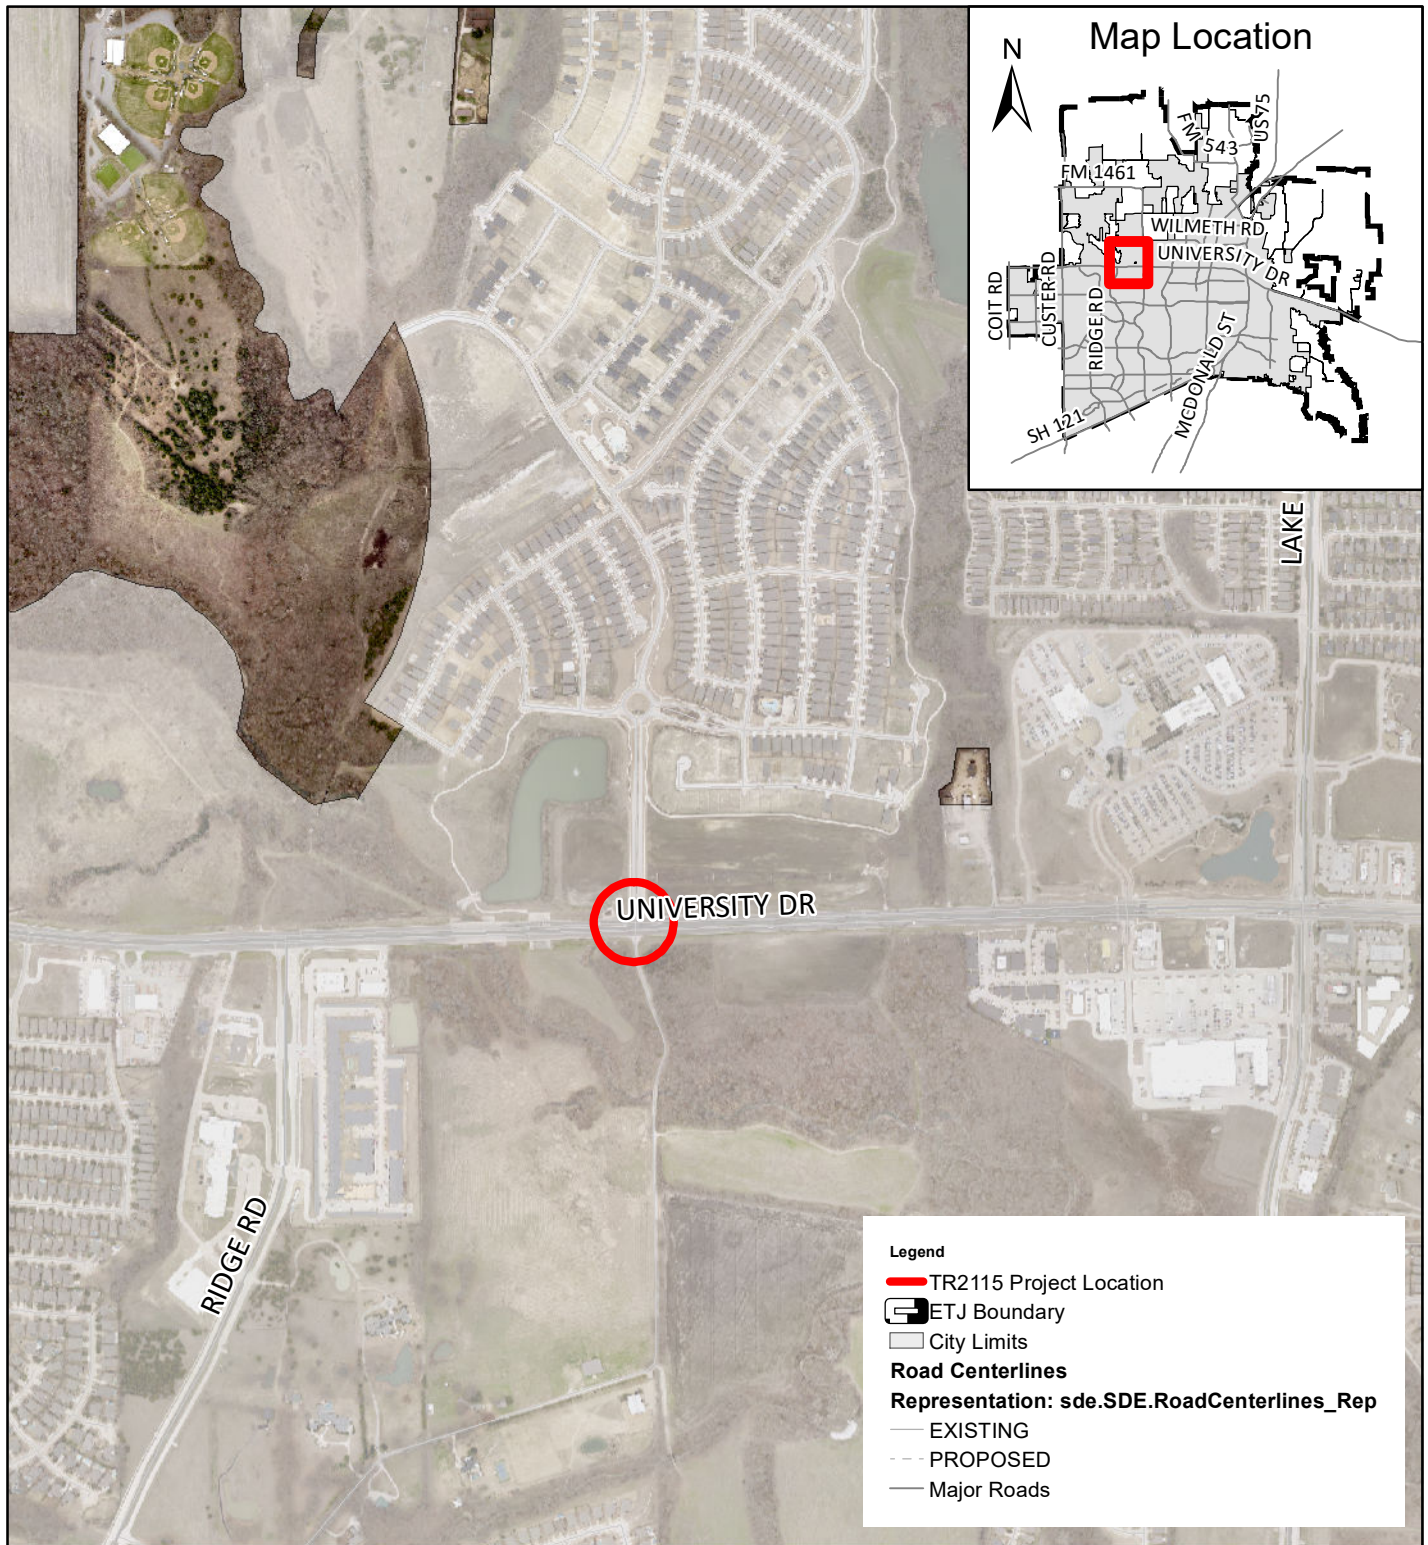 Map Location
N
US 75
FM 543
FM 1461
WILMETH RD
UNIVERSITY DR
COIT RD
CUSTER RD
RIDGE RD
MCDONALD ST
SH 121
LAKE
UNIVERSITY DR
RIDGE RD
Legend
TR2115 Project Location
ETJ Boundary
City Limits
Road Centerlines
Representation: sde.SDE.RoadCenterlines_Rep
EXISTING
PROPOSED
Major Roads